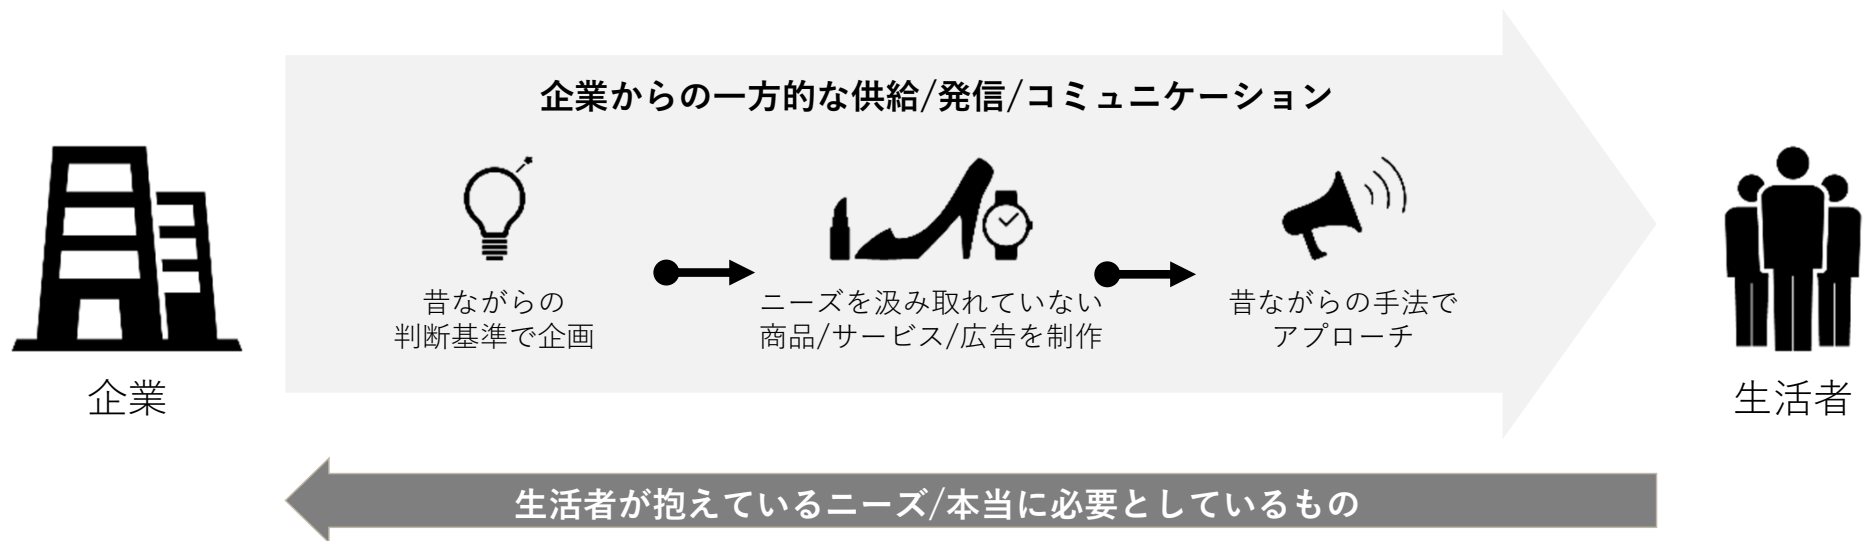 企業からの一方的な供給/発信/コミュニケーション
昔ながらの
判断基準で企画
ニーズを汲み取れていない
商品/サービス/広告を制作
昔ながらの手法で
アプローチ
企業
生活者
生活者が抱えているニーズ/本当に必要としているもの